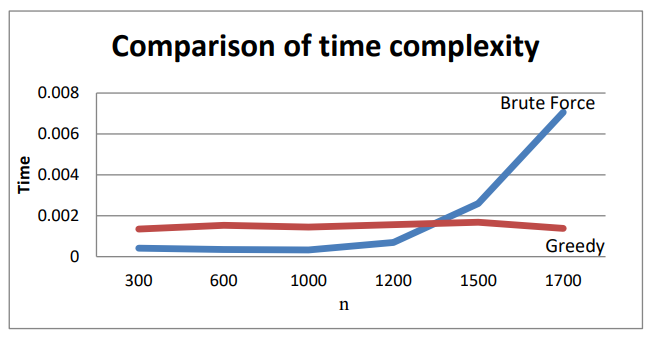 Comparison of time complexity
0.008
0.006
0.004
0.002
0
Time
Brute Force
Greedy
300 600 1000 1200 1500 1700
n